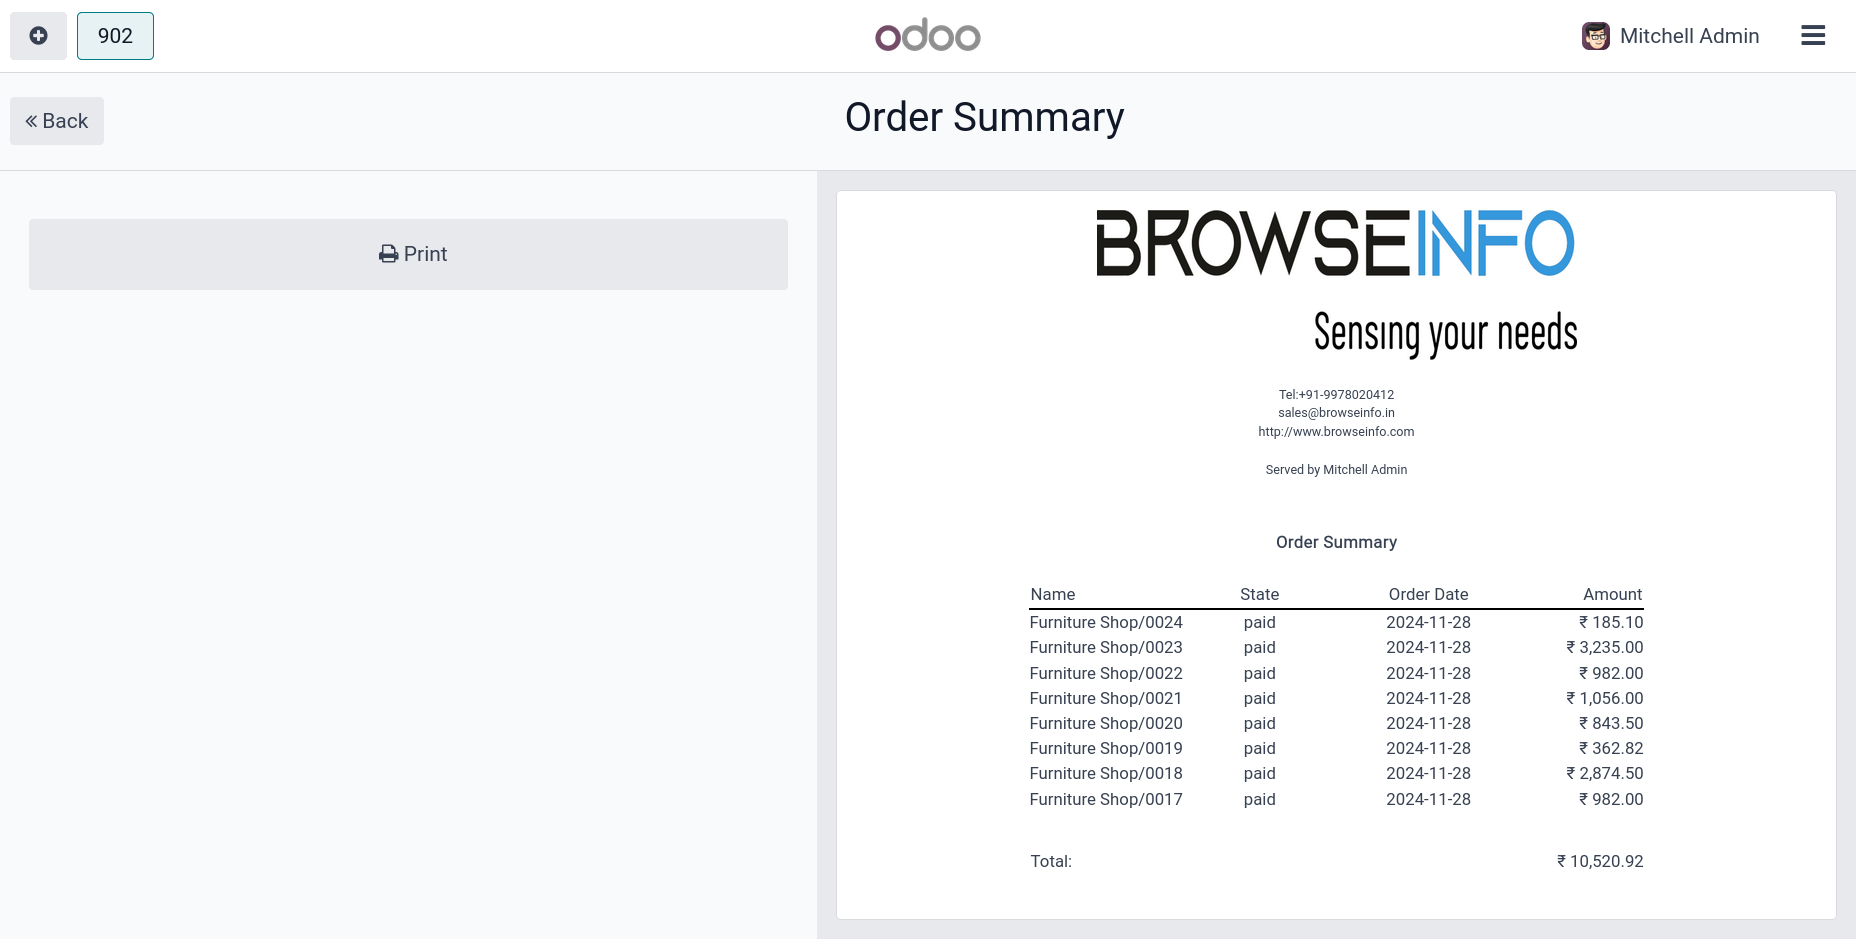 902
odoo
Mitchell Admin
Back
Order Summary
Print
BROWSEINFO
Sensing your needs
Tel:+91-9978020412
sales@browseinfo.in
http://www.browseinfo.com
Served by Mitchell Admin
Order Summary
Name State Order Date Amount
Furniture Shop/0024 paid 2024-11-28 ₹ 185.10
Furniture Shop/0023 paid 2024-11-28 ₹ 3,235.00
Furniture Shop/0022 paid 2024-11-28 ₹ 982.00
Furniture Shop/0021 paid 2024-11-28 ₹ 1,056.00
Furniture Shop/0020 paid 2024-11-28 ₹ 843.50
Furniture Shop/0019 paid 2024-11-28 ₹ 362.82
Furniture Shop/0018 paid 2024-11-28 ₹ 2,874.50
Furniture Shop/0017 paid 2024-11-28 ₹ 982.00
Total: ₹ 10,520.92